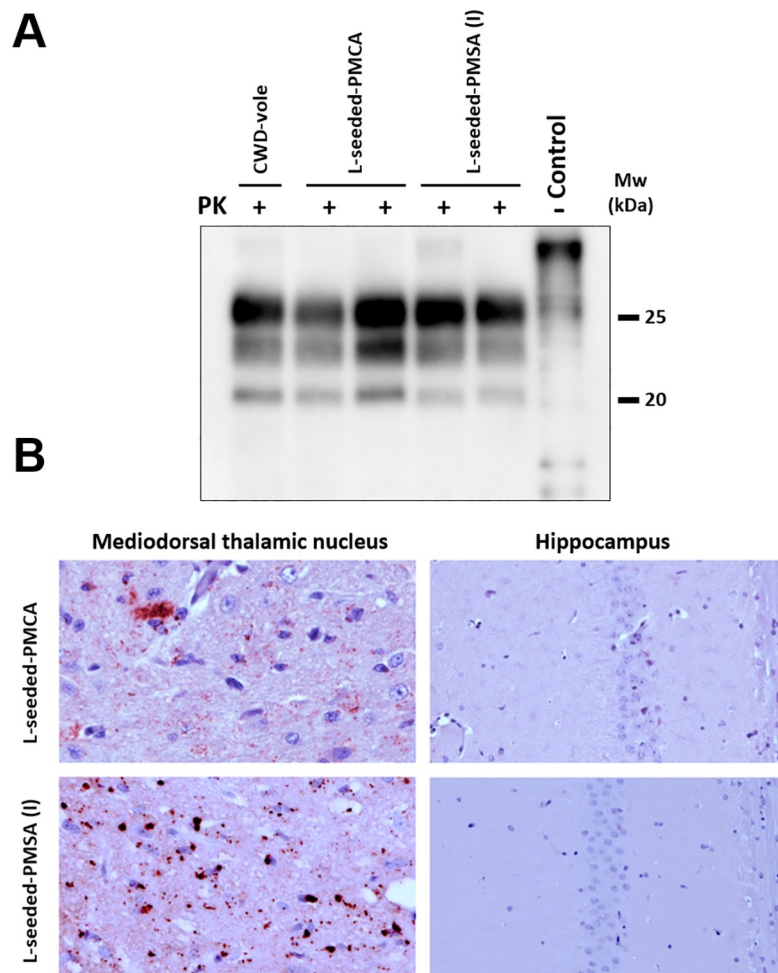 A
CWD-vole
L-seeded-PMCA
L-seeded-PMSA (I)
Control
Mw
(kDa)
PK + + + + + -
25
20
B
Mediodorsal thalamic nucleus
Hippocampus
L-seeded-PMCA
L-seeded-PMSA (I)